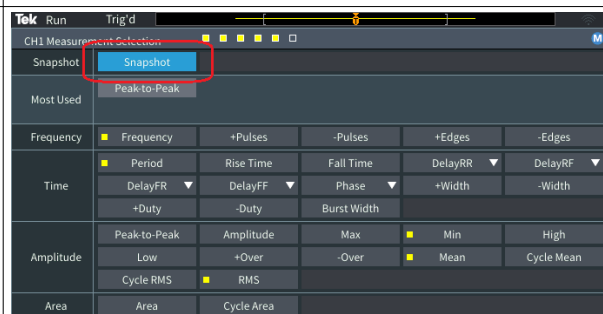 Tek Run Trig'd
CH1 Measurement Selection M
Snapshot Snapshot
Most Used Peak-to-Peak
Frequency Frequency +Pulses -Pulses +Edges -Edges
Time Period Rise Time Fall Time DelayRR DelayRF
DelayFR DelayFF Phase +Width -Width
+Duty -Duty Burst Width
Amplitude Peak-to-Peak Amplitude Max Min High
Low +Over -Over Mean Cycle Mean
Cycle RMS RMS
Area Area Cycle Area